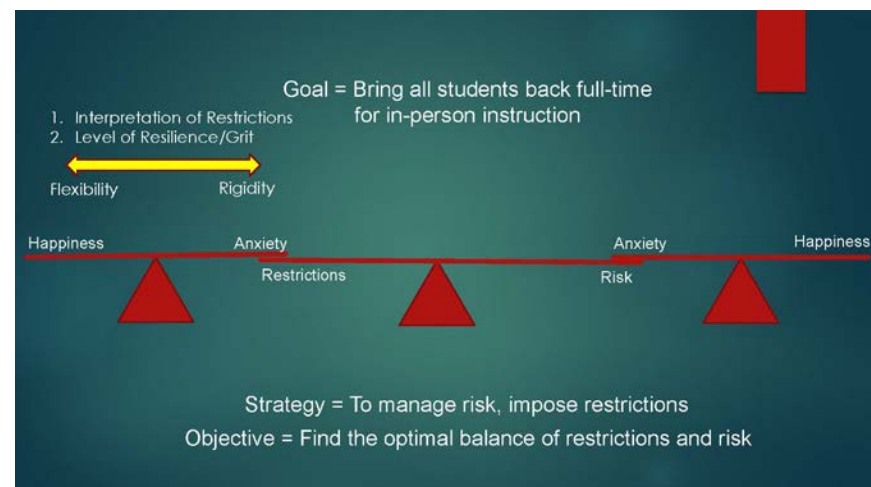 Goal = Bring all students back full-time
for in-person instruction
1. Interpretation of Restrictions
2. Level of Resilience/Grit
Flexibility Rigidity
Happiness Anxiety Anxiety Happiness
Restrictions Risk
Strategy = To manage risk, impose restrictions
Objective = Find the optimal balance of restrictions and risk